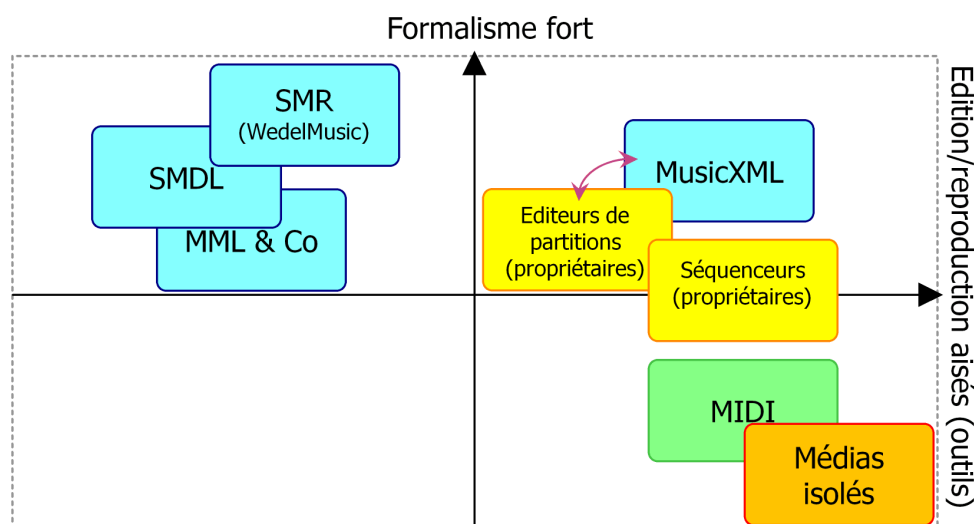 Formalisme fort
SMR
(WedelMusic)
SMDL
MML & Co
MusicXML
Editeurs de
partitions
(propriétaires)
Séquenceurs
(propriétaires)
MIDI
Médias
isolés
Edition/reproduction aisés (outils)